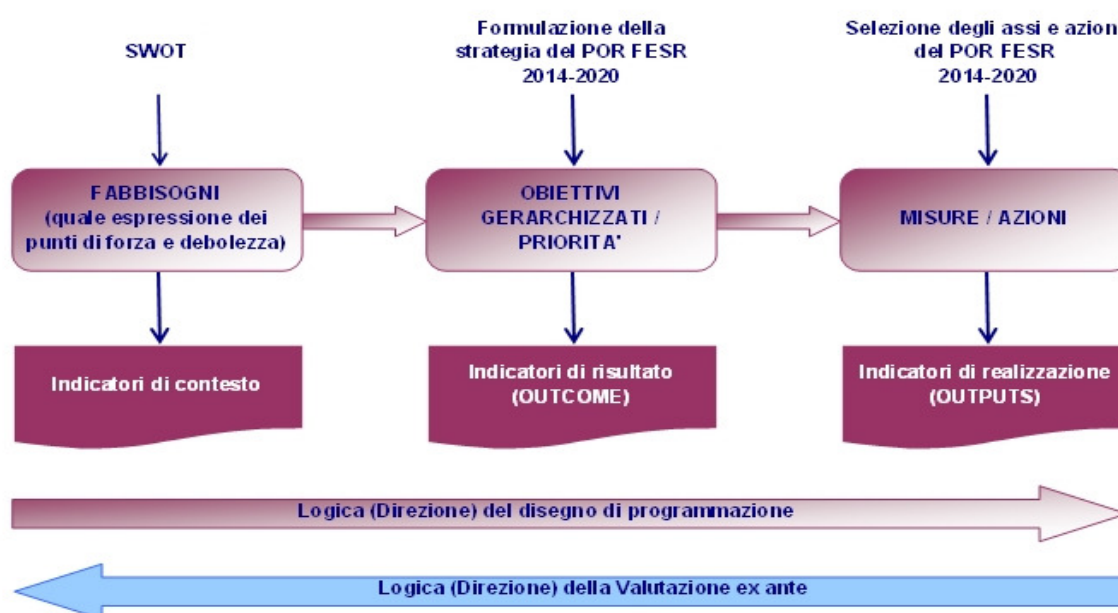 SWOT
Formulazione della
strategia del POR FESR
2014-2020
Selezione degli assi e azion
del POR FESR
2014-2020
FABBISOGNI
(quale espressione dei
punti di forza e debolezza)
OBIETTIVI
GERARCHIZZATI /
PRIORITA'
MISURE / AZIONI
Indicatori di contesto
Indicatori di risultato
(OUTCOME)
Indicatori di realizzazione
(OUTPUTS)
Logica (Direzione) del disegno di programmazione
Logica (Direzione) della Valutazione ex ante